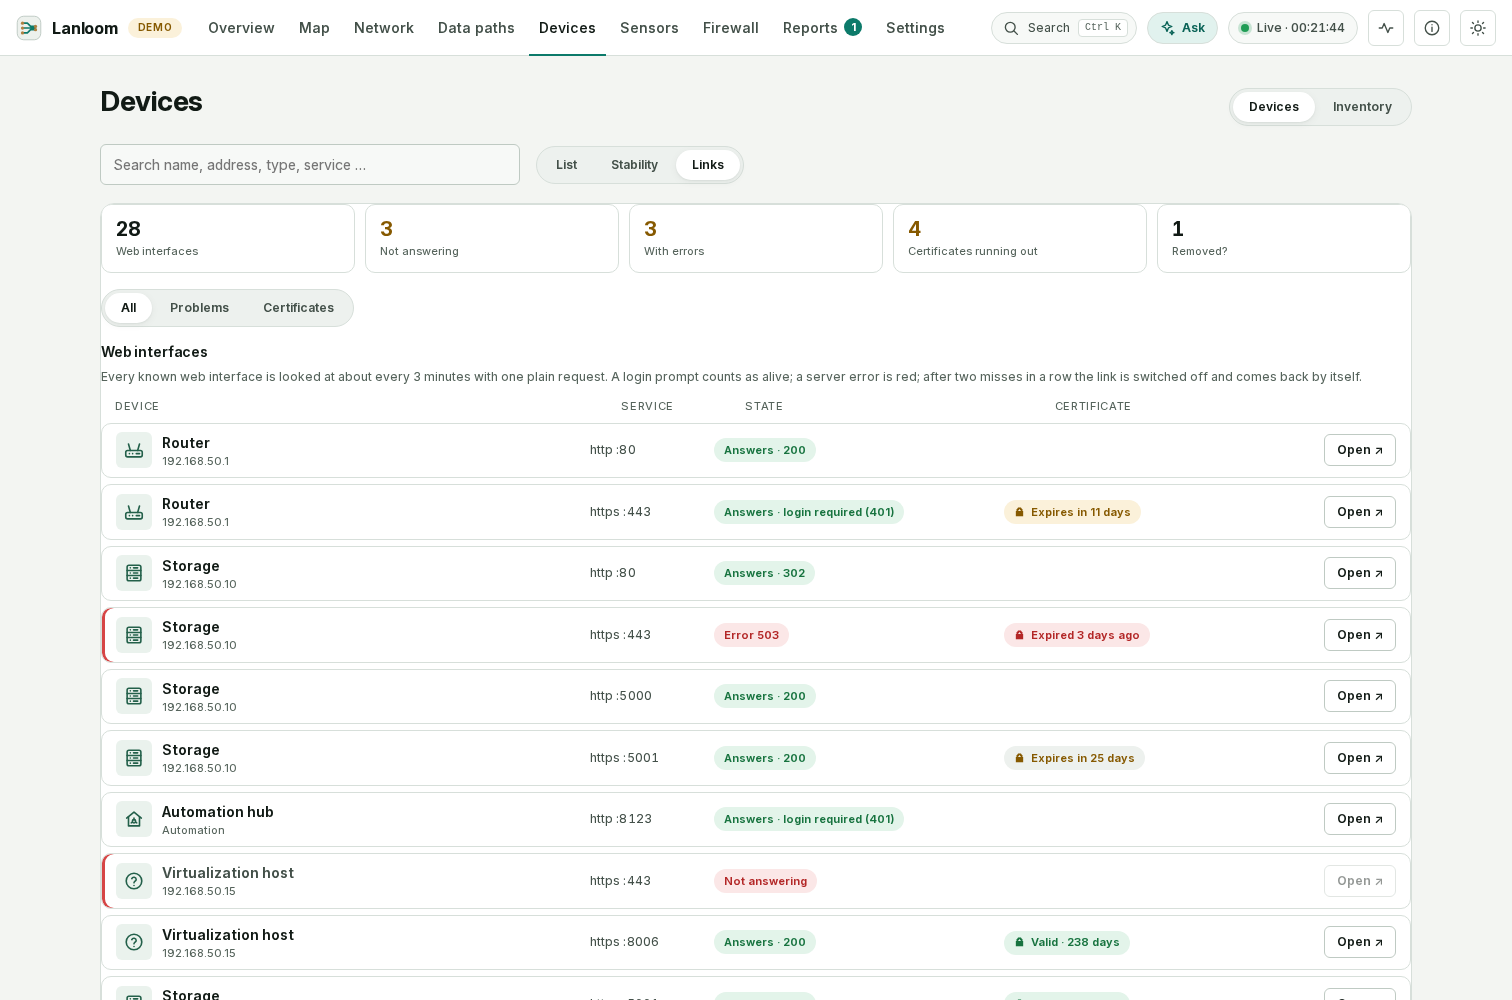 Lanloom DEMO Overview Map Network Data paths Devices Sensors Firewall Reports 1 Settings Search Ctrl K Ask Live · 00:21:44
Devices
Devices Inventory
Search name, address, type, service ...
List Stability Links
28 3 3 4 1
Web interfaces Not answering With errors Certificates running out Removed?
All Problems Certificates
Web interfaces
Every known web interface is looked at about every 3 minutes with one plain request. A login prompt counts as alive; a server error is red; after two misses in a row the link is switched off and comes back by itself.
DEVICE SERVICE STATE CERTIFICATE
Router
192.168.50.1
http :80 Answers · 200 Open ↗
Router
192.168.50.1
https :443 Answers · login required (401) Expires in 11 days Open ↗
Storage
192.168.50.10
http :80 Answers · 302 Open ↗
Storage
192.168.50.10
https :443 Error 503 Expired 3 days ago Open ↗
Storage
192.168.50.10
http :5000 Answers · 200 Open ↗
Storage
192.168.50.10
https :5001 Answers · 200 Expires in 25 days Open ↗
Automation hub
Automation
http :8123 Answers · login required (401) Open ↗
Virtualization host
192.168.50.15
https :443 Not answering Open ↗
Virtualization host
192.168.50.15
https :8006 Answers · 200 Valid · 238 days Open ↗
Storage